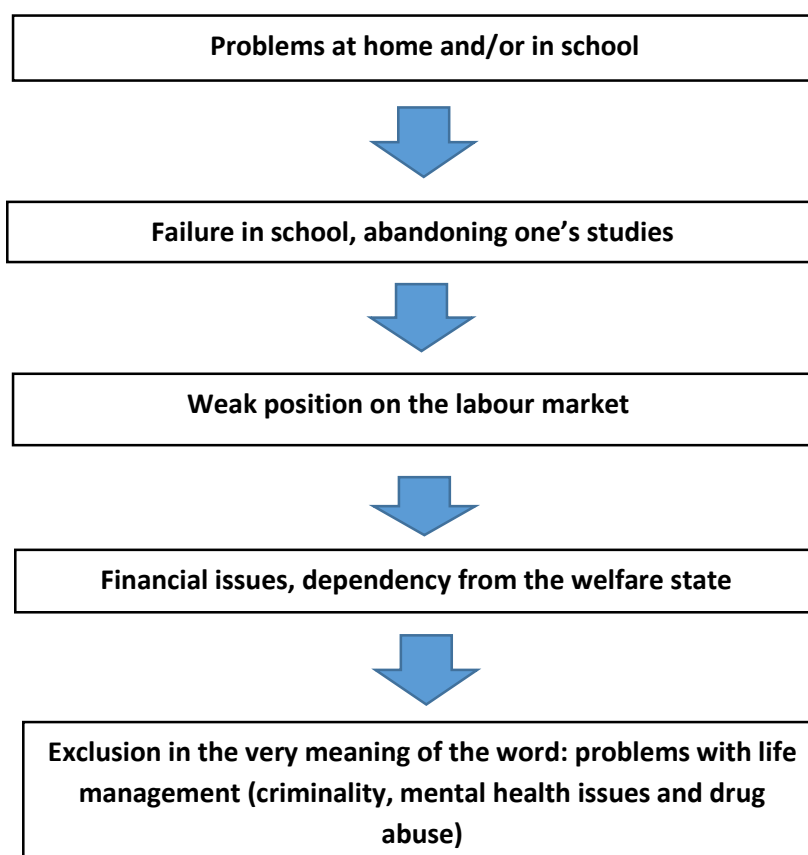 Problems at home and/or in school
Failure in school, abandoning one’s studies
Weak position on the labour market
Financial issues, dependency from the welfare state
Exclusion in the very meaning of the word: problems with life
management (criminality, mental health issues and drug
abuse)